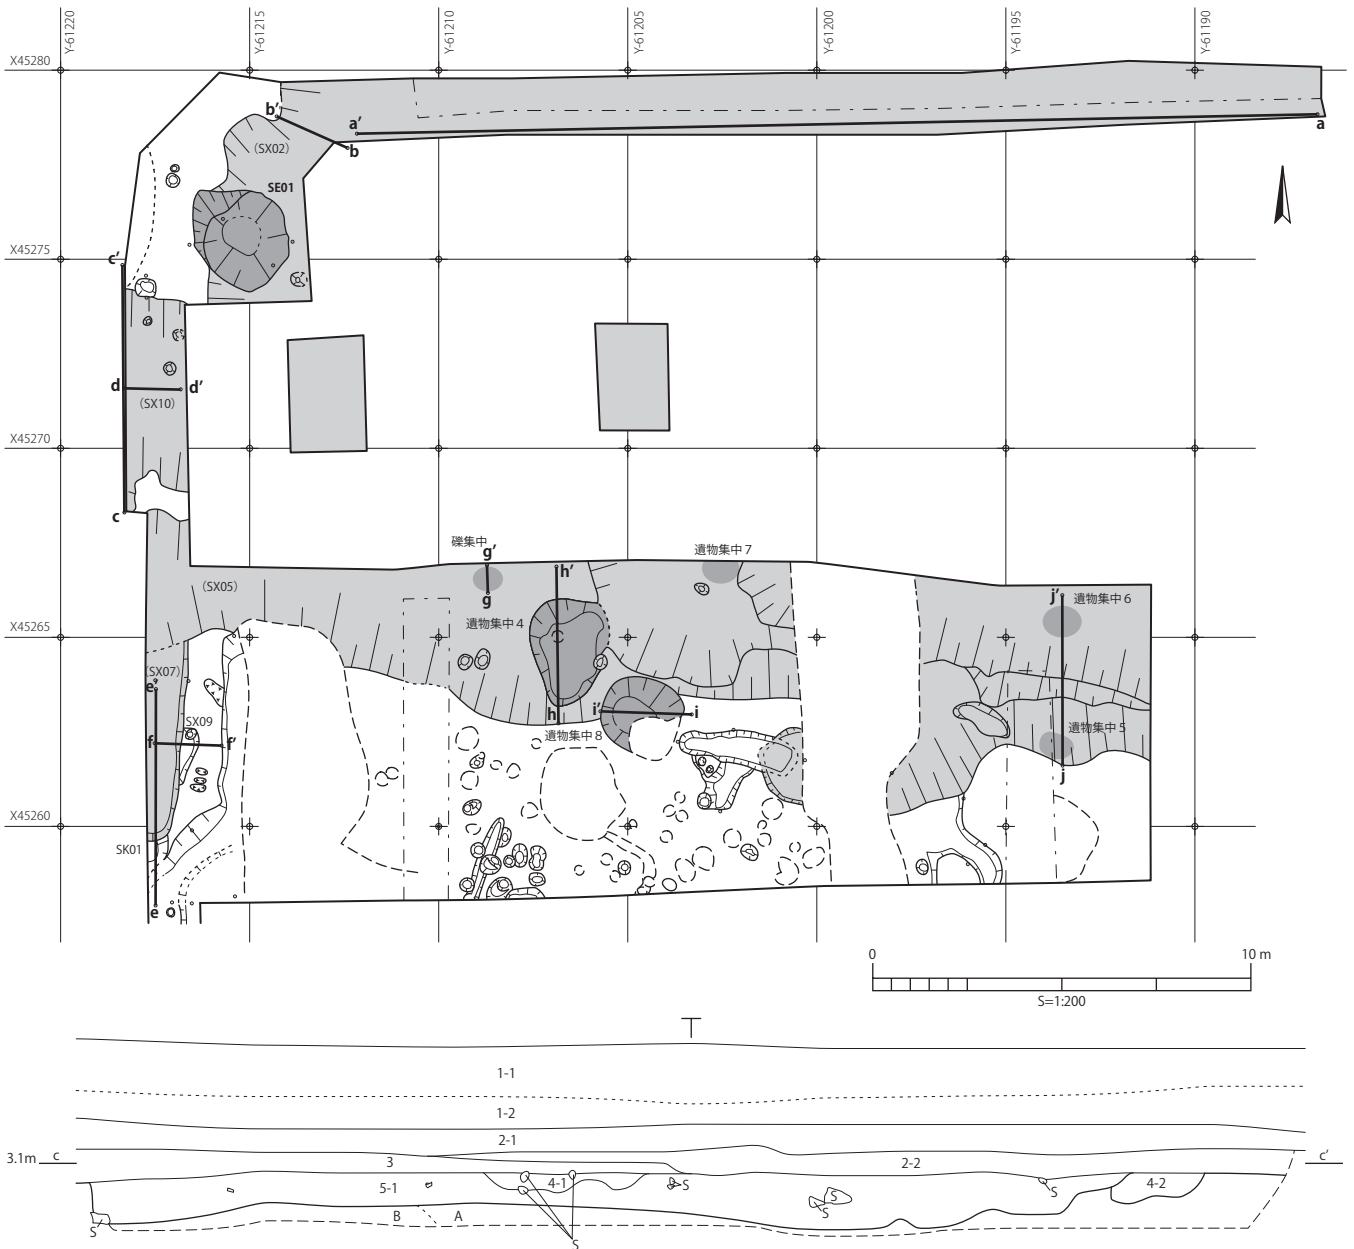 Y-61220
Y-61215
Y-61210
Y-61205
Y-61200
Y-61195
Y-61190
X45280
b′
a′
a
b
（SX02）
SE01
X45275
c′
d
d′
（SX10）
X45270
c
礫集中
g′
遺物集中７
h′
（SX05）
g
j′
遺物集中６
遺物集中４
X45265
（SX07）
e′
h
i′
i
SX09
f
f′
遺物集中８
遺物集中５
j
X45260
SK01
e
0
10 m
S=1:200
1-1
1-2
2-1
3.1m
c
3
2-2
c′
5-1
4-1
S
4-2
S
S
S
B
A
S
S